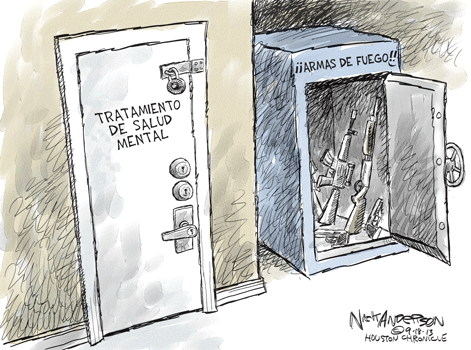 TRATAMIENTO
DE SALUD
MENTAL
¡¡ARMAS DE FUEGO!!
NICK ANDERSON
©9-18-13
HOUSTON CHRONICLE